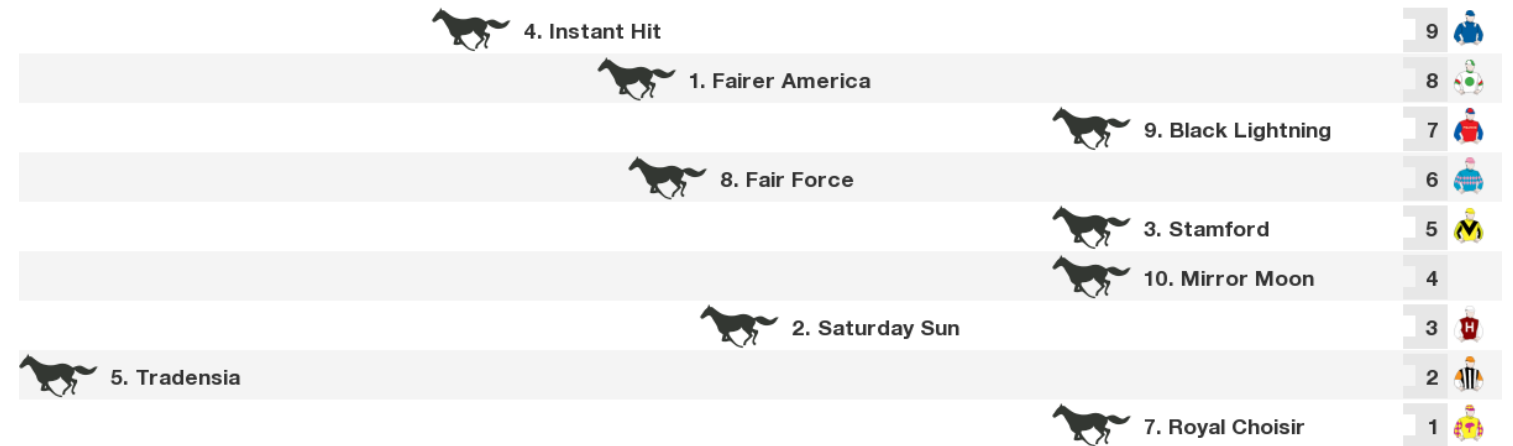 4. Instant Hit 9
1. Fairer America 8
9. Black Lightning 7
8. Fair Force 6
3. Stamford 5
10. Mirror Moon 4
2. Saturday Sun 3 H
5. Tradensia 2
7. Royal Choisir 1